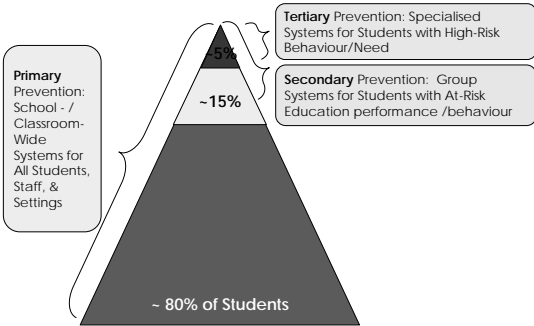 Primary
Prevention:
School - /
Classroom-
Wide
Systems for
All Students,
Staff, &
Settings
Tertiary Prevention: Specialised
Systems for Students with High-Risk
Behaviour/Need
Secondary Prevention: Group
Systems for Students with At-Risk
Education performance /behaviour
~5%
~15%
~ 80% of Students